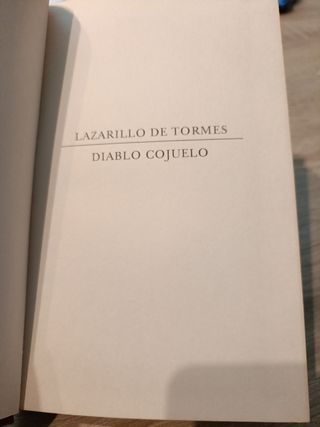 LAZARILLO DE TORMES
DIABLO COJUELO